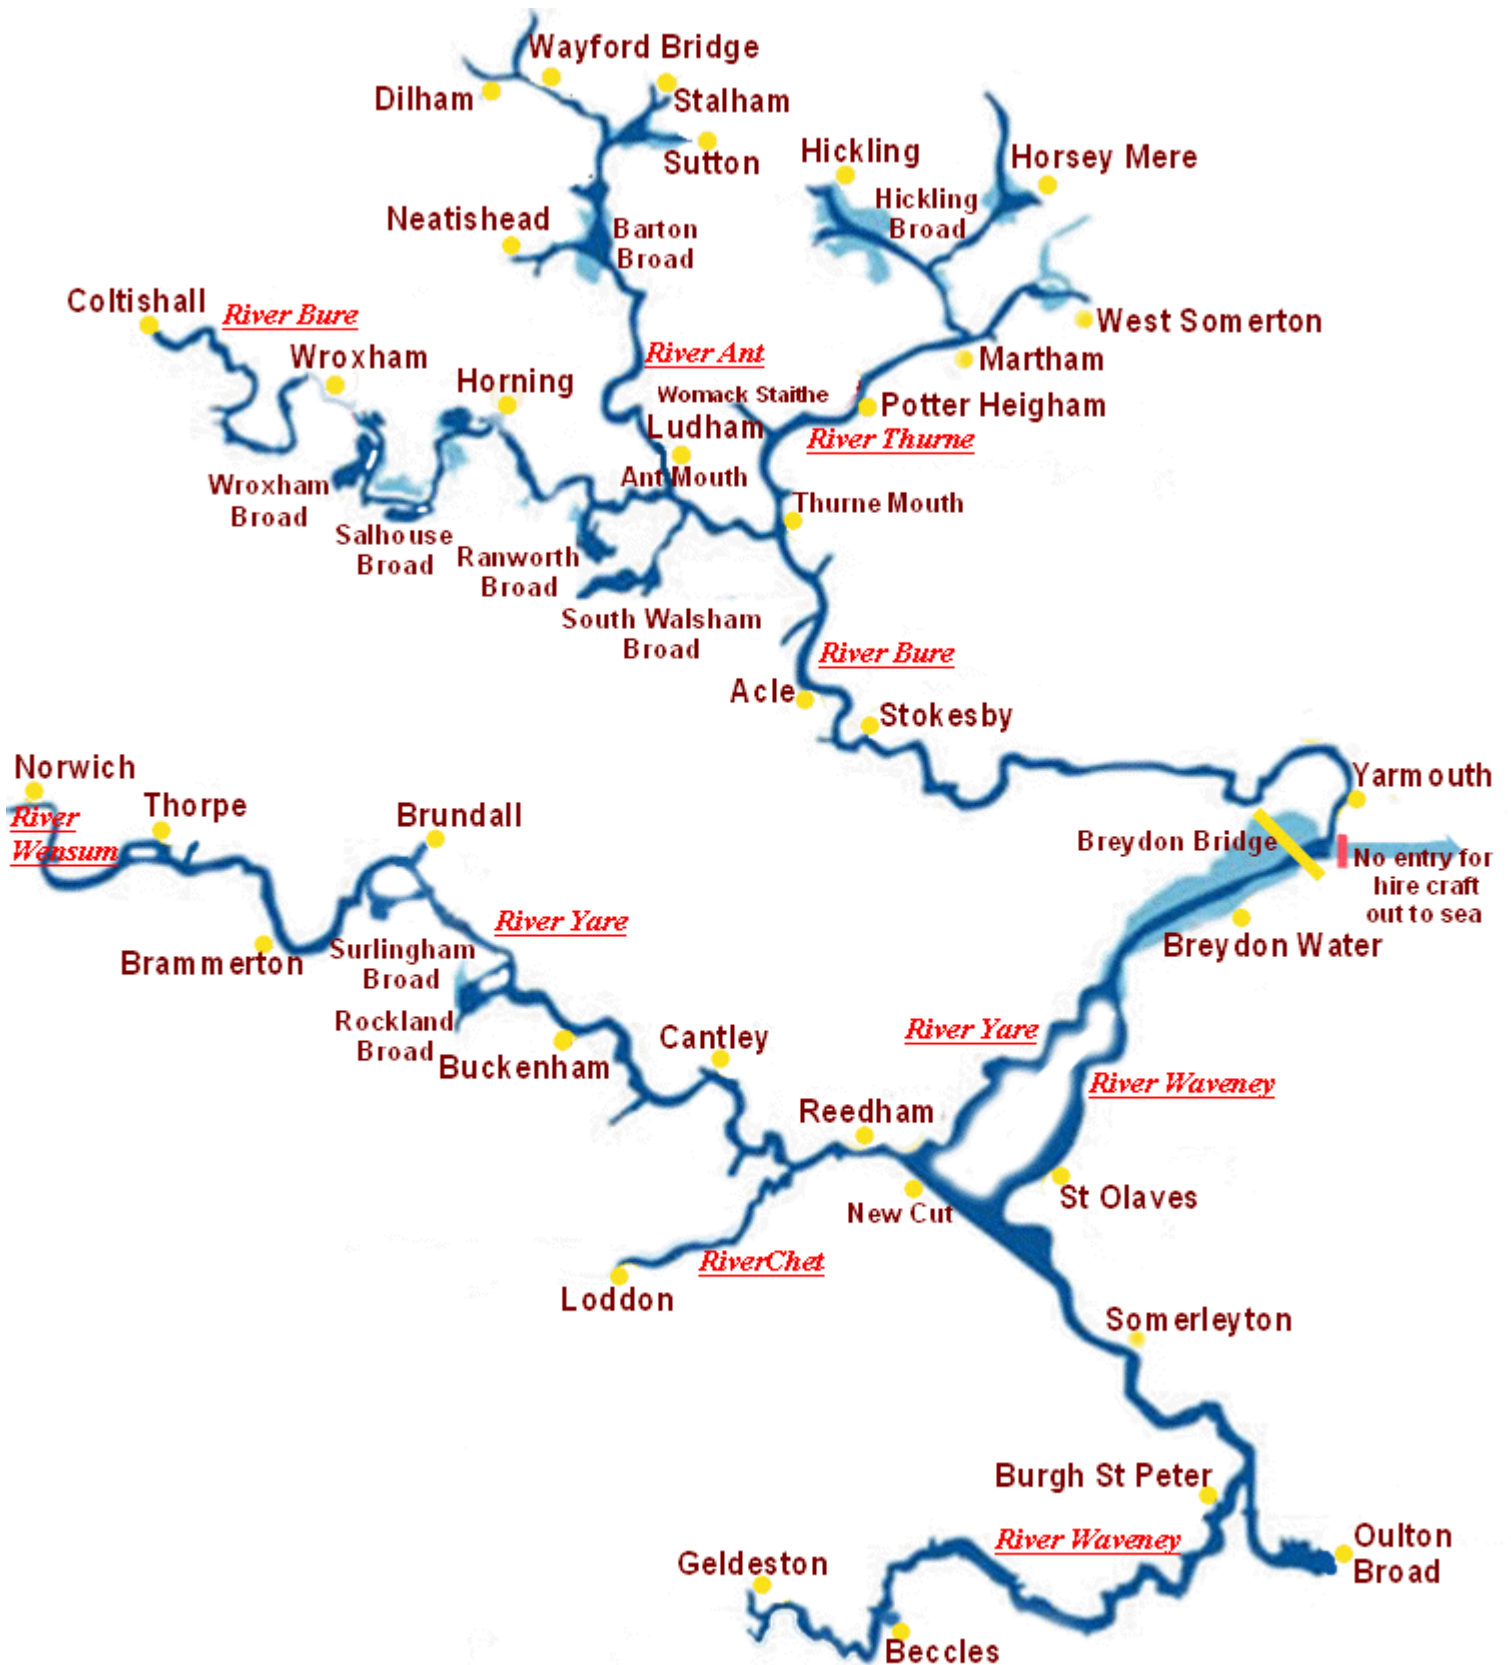 Wayford Bridge
Dilham
Stalham
Sutton
Hickling
Horsey Mere
Hickling
Broad
Neatishead
Barton
Broad
Coltishall
River Bure
West Somerton
Wroxham
River Ant
Martham
Horning
Womack Staithe
Potter Heigham
Ludham
River Thurne
Ant Mouth
Wroxham
Broad
Thurne Mouth
Salhouse
Broad
Ranworth
Broad
South Walsham
Broad
River Bure
Acle
Stokesby
Norwich
Yarmouth
Thorpe
River
Wensum
Brundall
Breydon Bridge
No entry for
hire craft
out to sea
River Yare
Brammerton
Surlingham
Broad
Breydon Water
Rockland
Broad
Buckenham
Cantley
River Yare
River Waveney
Reedham
St Olaves
New Cut
RiverChet
Loddon
Somerleyton
Burgh St Peter
River Waveney
Oulton
Broad
Geldeston
Beccles